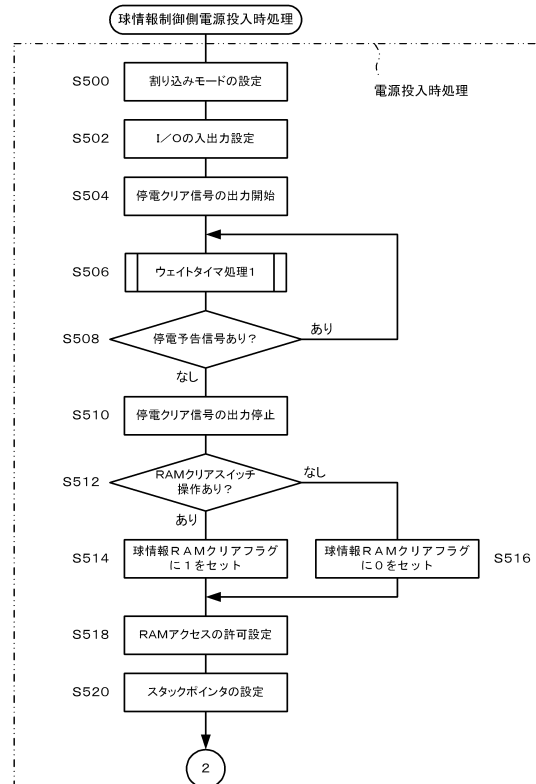 球情報制御側電源投入時処理
電源投入時処理
S500
割り込みモードの設定
S502
I/Oの入出力設定
S504
停電クリア信号の出力開始
S506
ウェイトタイマ処理1
S508
停電予告信号あり?
あり
なし
S510
停電クリア信号の出力停止
S512
RAMクリアスイッチ
操作あり?
なし
あり
S514
球情報RAMクリアフラグ
に1をセット
球情報RAMクリアフラグ
に0をセット
S516
S518
RAMアクセスの許可設定
S520
スタックポインタの設定
2